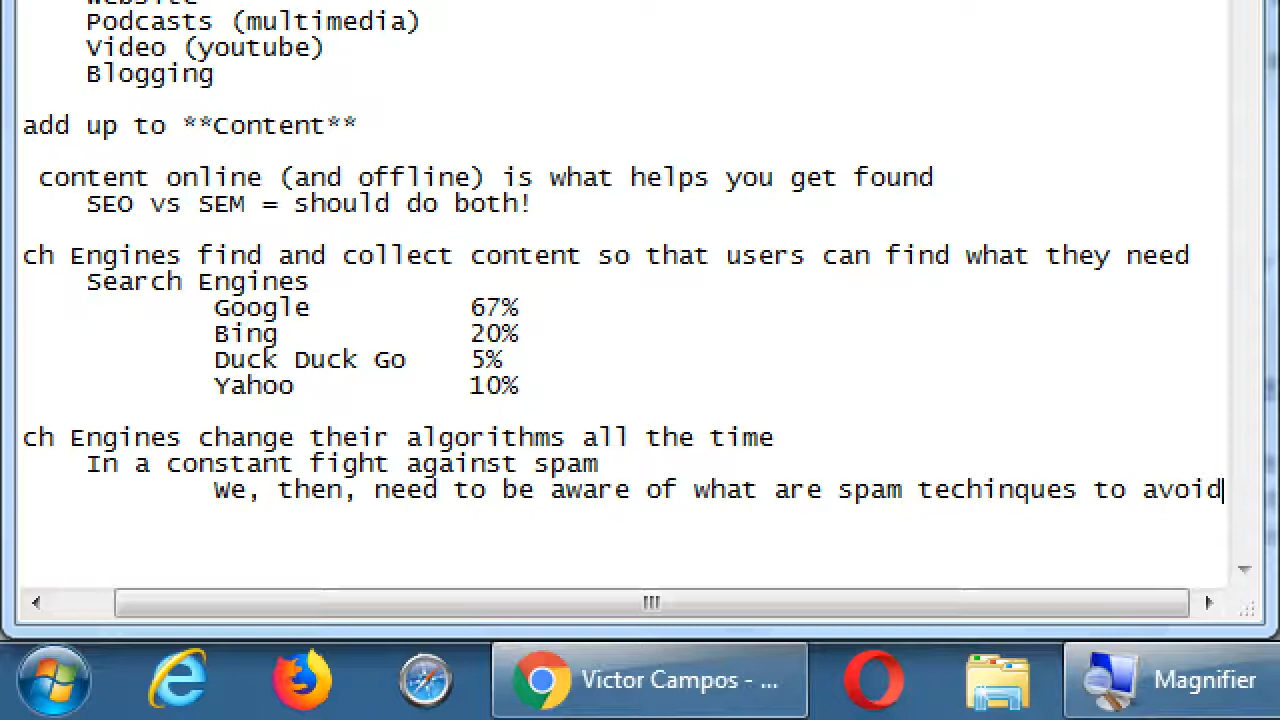 Website
Podcasts (multimedia)
Video (youtube)
Blogging
add up to **Content**
content online (and offline) is what helps you get found
SEO vs SEM = should do both!
ch Engines find and collect content so that users can find what they need
Search Engines
Google 67%
Bing 20%
Duck Duck Go 5%
Yahoo 10%
ch Engines change their algorithms all the time
In a constant fight against spam
We, then, need to be aware of what are spam techinques to avoid
Victor Campos - ...
Magnifier